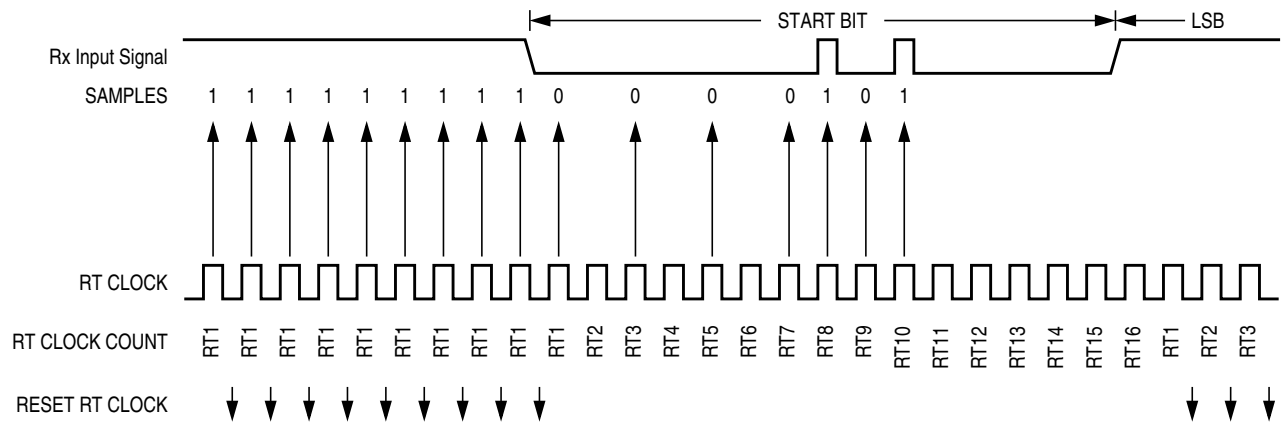 START BIT LSB
Rx Input Signal
SAMPLES 1 1 1 1 1 1 1 1 1 0 0 0 0 1 0 1
RT CLOCK
RT CLOCK COUNT RT1 RT1 RT1 RT1 RT1 RT1 RT1 RT1 RT1 RT1 RT2 RT3 RT4 RT5 RT6 RT7 RT8 RT9 RT10 RT11 RT12 RT13 RT14 RT15 RT16 RT1 RT2 RT3
RESET RT CLOCK